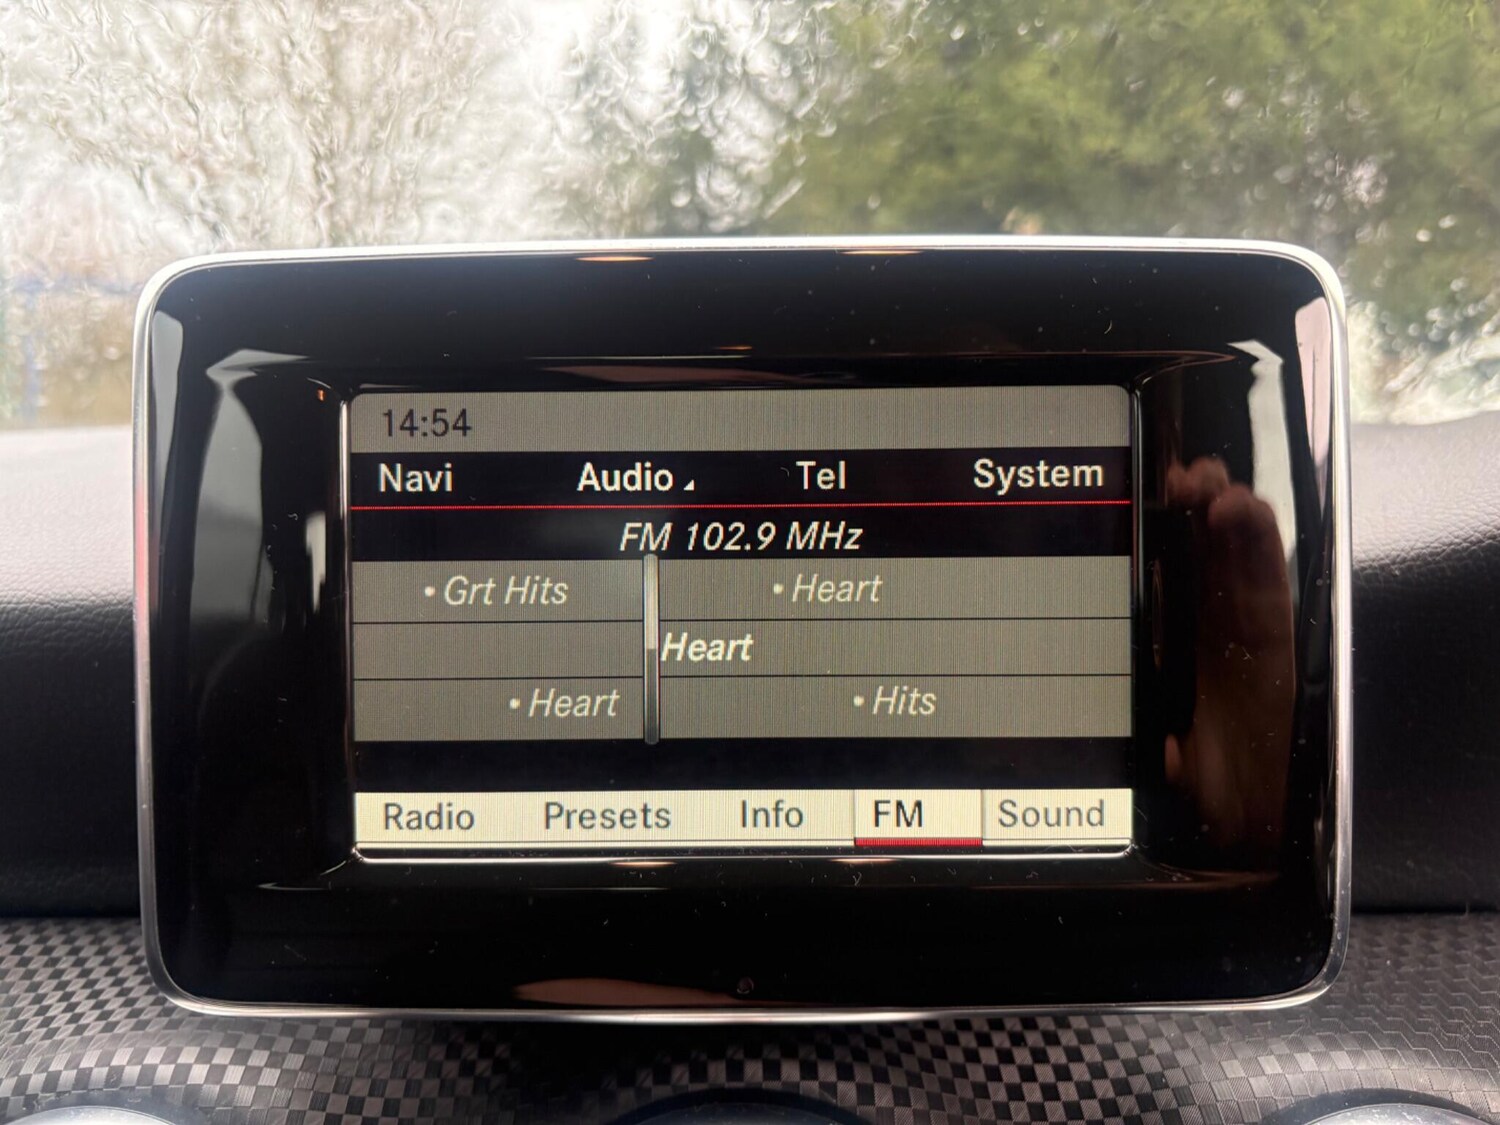 14:54
Navi Audio Tel System
FM 102.9 MHz
• Grt Hits • Heart
Heart
• Heart • Hits
Radio Presets Info FM Sound